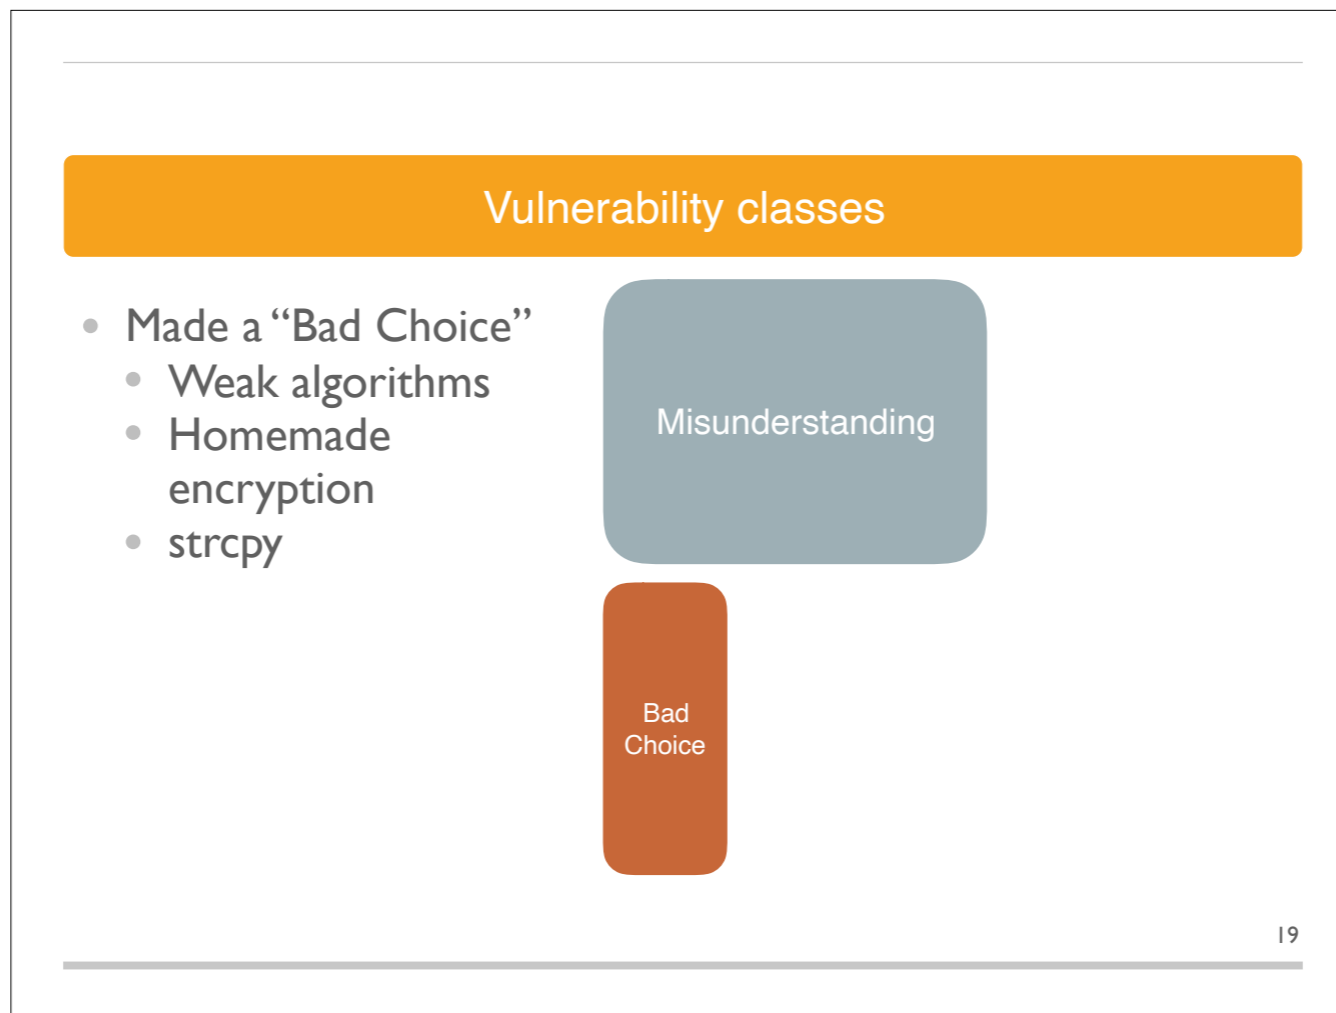 Vulnerability classes
• Made a “Bad Choice”
• Weak algorithms
• Homemade
encryption
• strcpy
Misunderstanding
Bad
Choice
19